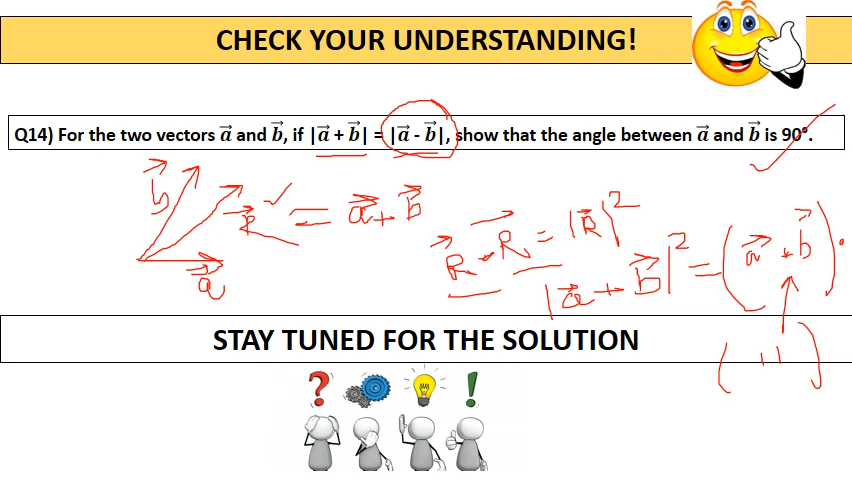 CHECK YOUR UNDERSTANDING!
Q14) For the two vectors a⃗ and b⃗, if |a⃗ + b⃗| = |a⃗ - b⃗|, show that the angle between a⃗ and b⃗ is 90°.
b⃗
R⃗ = a⃗ + b⃗
a⃗
R⃗ • R⃗ = |R⃗|²
|a⃗ + b⃗|² = (a⃗ + b⃗) •
( 11 )
STAY TUNED FOR THE SOLUTION
? !